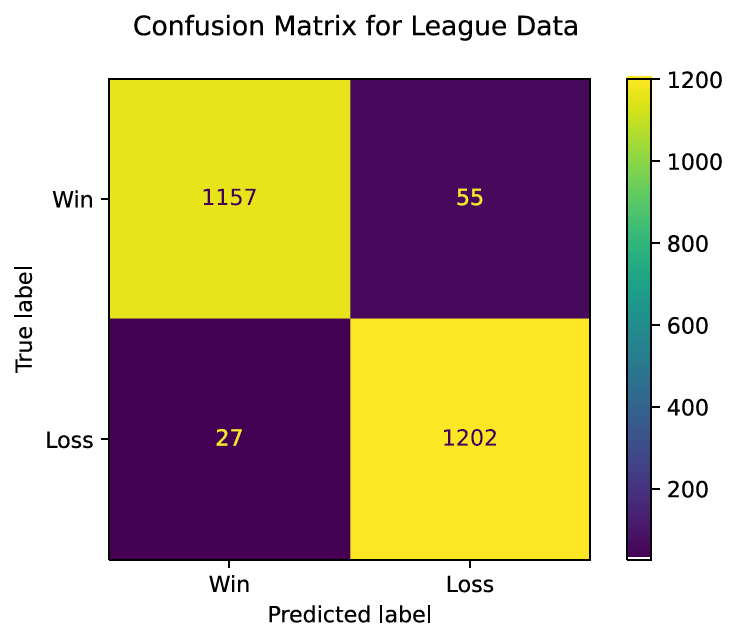 Confusion Matrix for League Data
1200
1000
800
600
400
200
True label
Win
Loss
1157
55
27
1202
Win
Loss
Predicted label